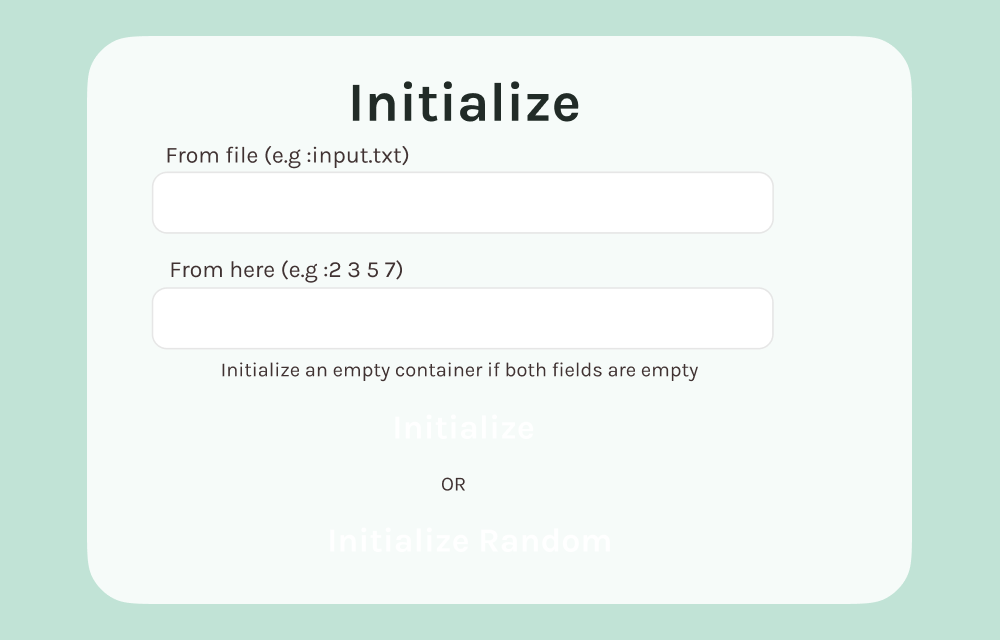 Initialize
From file (e.g :input.txt)
From here (e.g :2 3 5 7)
Initialize an empty container if both fields are empty
Initialize
OR
Initialize Random